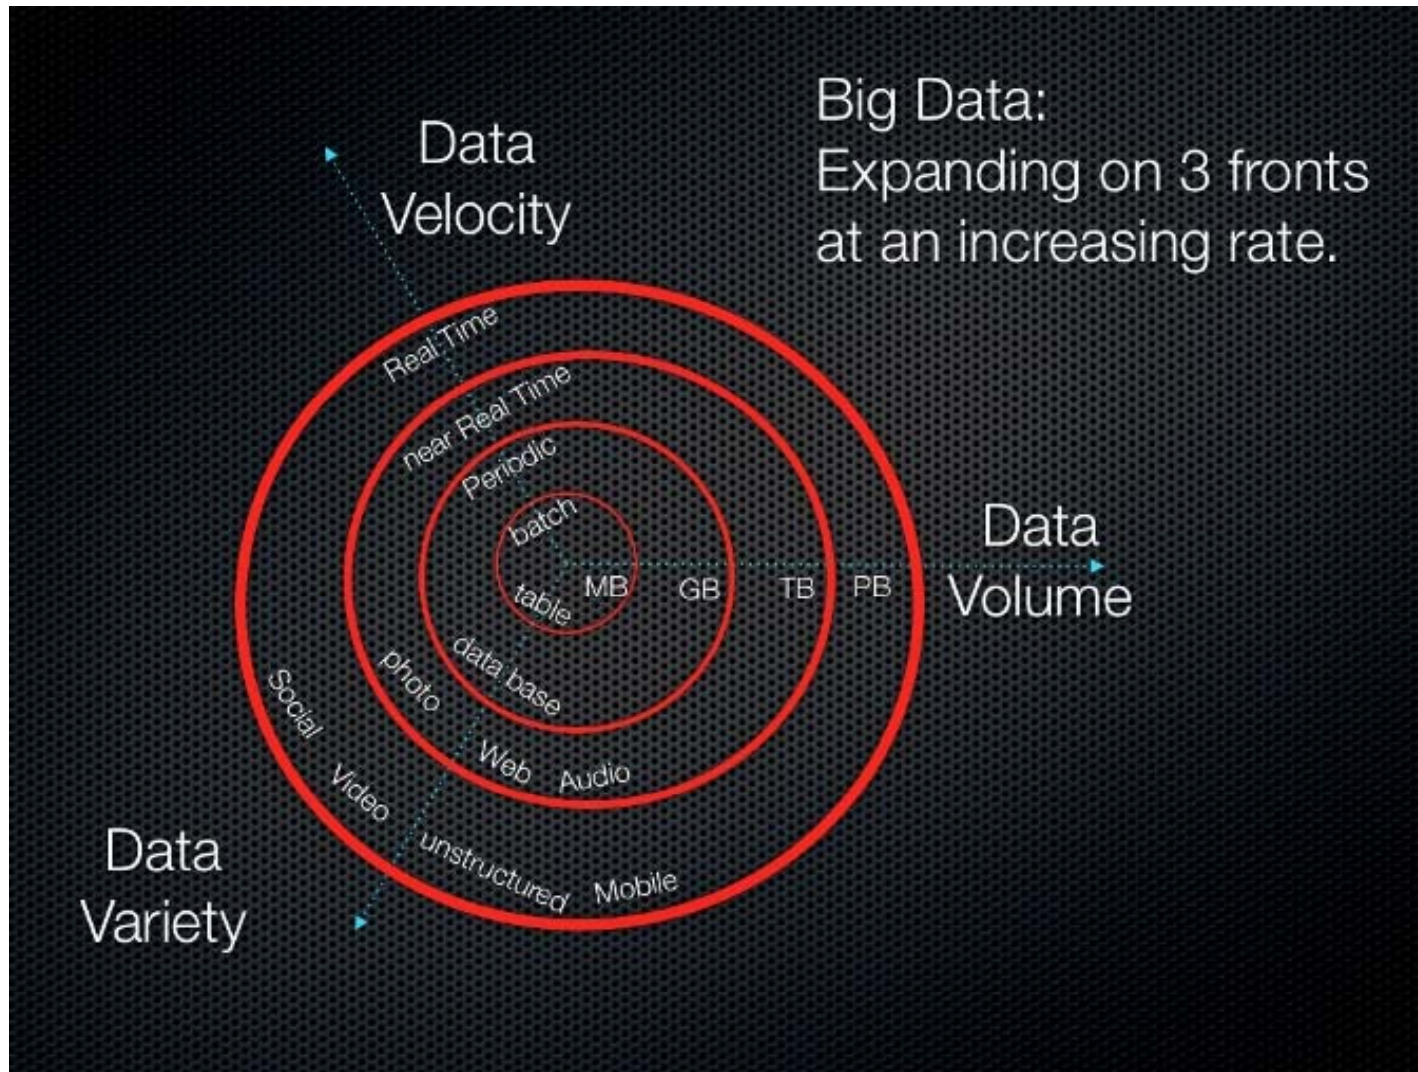 Big Data:
Expanding on 3 fronts
at an increasing rate.
Data
Velocity
Real Time
near Real Time
Periodic
batch
Data
Volume
MB GB TB PB
table
data base
photo Web Audio
Social Video unstructured Mobile
Data
Variety